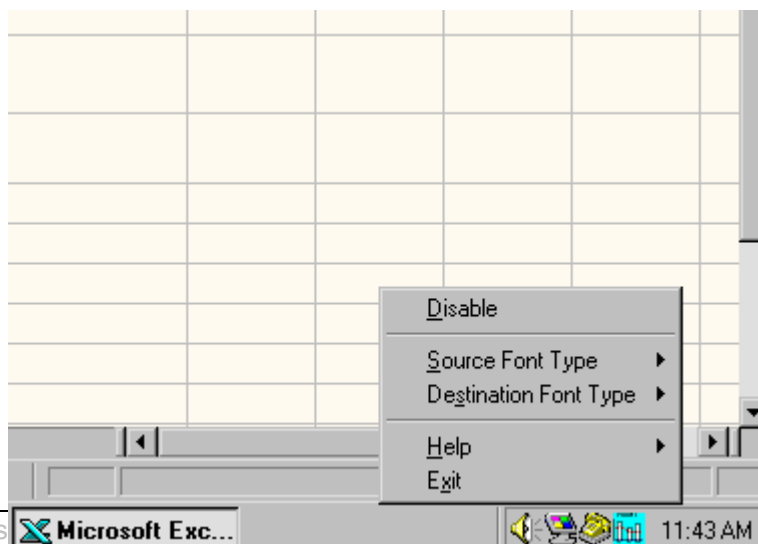 Disable
Source Font Type
Destination Font Type
Help
Exit
Microsoft Exc...
11:43 AM